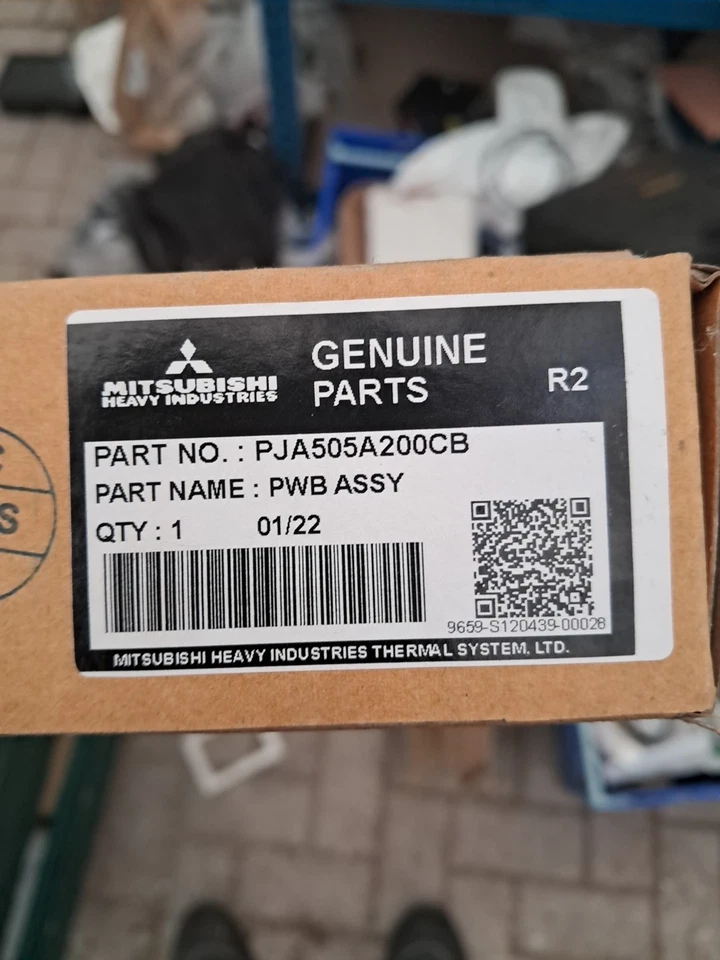 GENUINE
PARTS
R2
MITSUBISHI
HEAVY INDUSTRIES
PART NO. : PJA505A200CB
PART NAME : PWB ASSY
QTY : 1 01/22
9659-S120439-00028
MITSUBISHI HEAVY INDUSTRIES THERMAL SYSTEM, LTD.
S